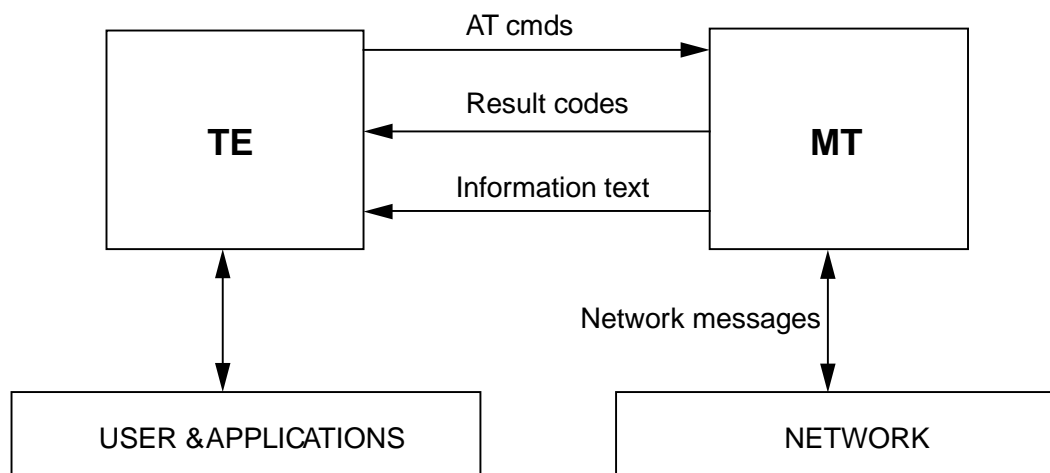 AT cmds
Result codes
TE
MT
Information text
Network messages
USER & APPLICATIONS
NETWORK